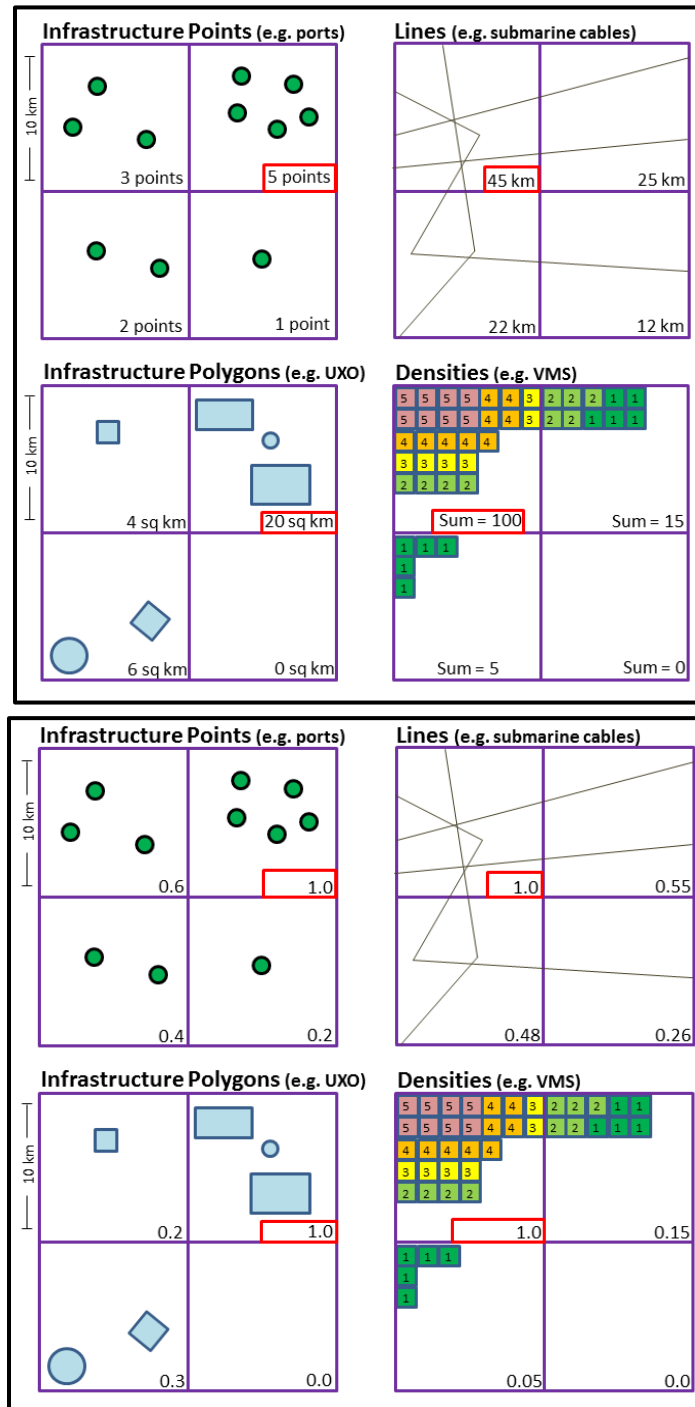 Infrastructure Points (e.g. ports)
10 km
3 points
5 points
2 points
1 point
Lines (e.g. submarine cables)
45 km
25 km
22 km
12 km
Infrastructure Polygons (e.g. UXO)
10 km
4 sq km
20 sq km
6 sq km
0 sq km
Densities (e.g. VMS)
5 5 5 5 4 4 3 2 2 2 1 1
5 5 5 5 4 4 3 2 2 1 1 1
4 4 4 4 4
3 3 3 3
2 2 2 2
Sum = 100
Sum = 15
1 1 1
1
1
Sum = 5
Sum = 0
Infrastructure Points (e.g. ports)
10 km
0.6
1.0
0.4
0.2
Lines (e.g. submarine cables)
1.0
0.55
0.48
0.26
Infrastructure Polygons (e.g. UXO)
10 km
0.2
1.0
0.3
0.0
Densities (e.g. VMS)
5 5 5 5 4 4 3 2 2 2 1 1
5 5 5 5 4 4 3 2 2 1 1 1
4 4 4 4 4
3 3 3 3
2 2 2 2
1.0
0.15
1 1 1
1
1
0.05
0.0